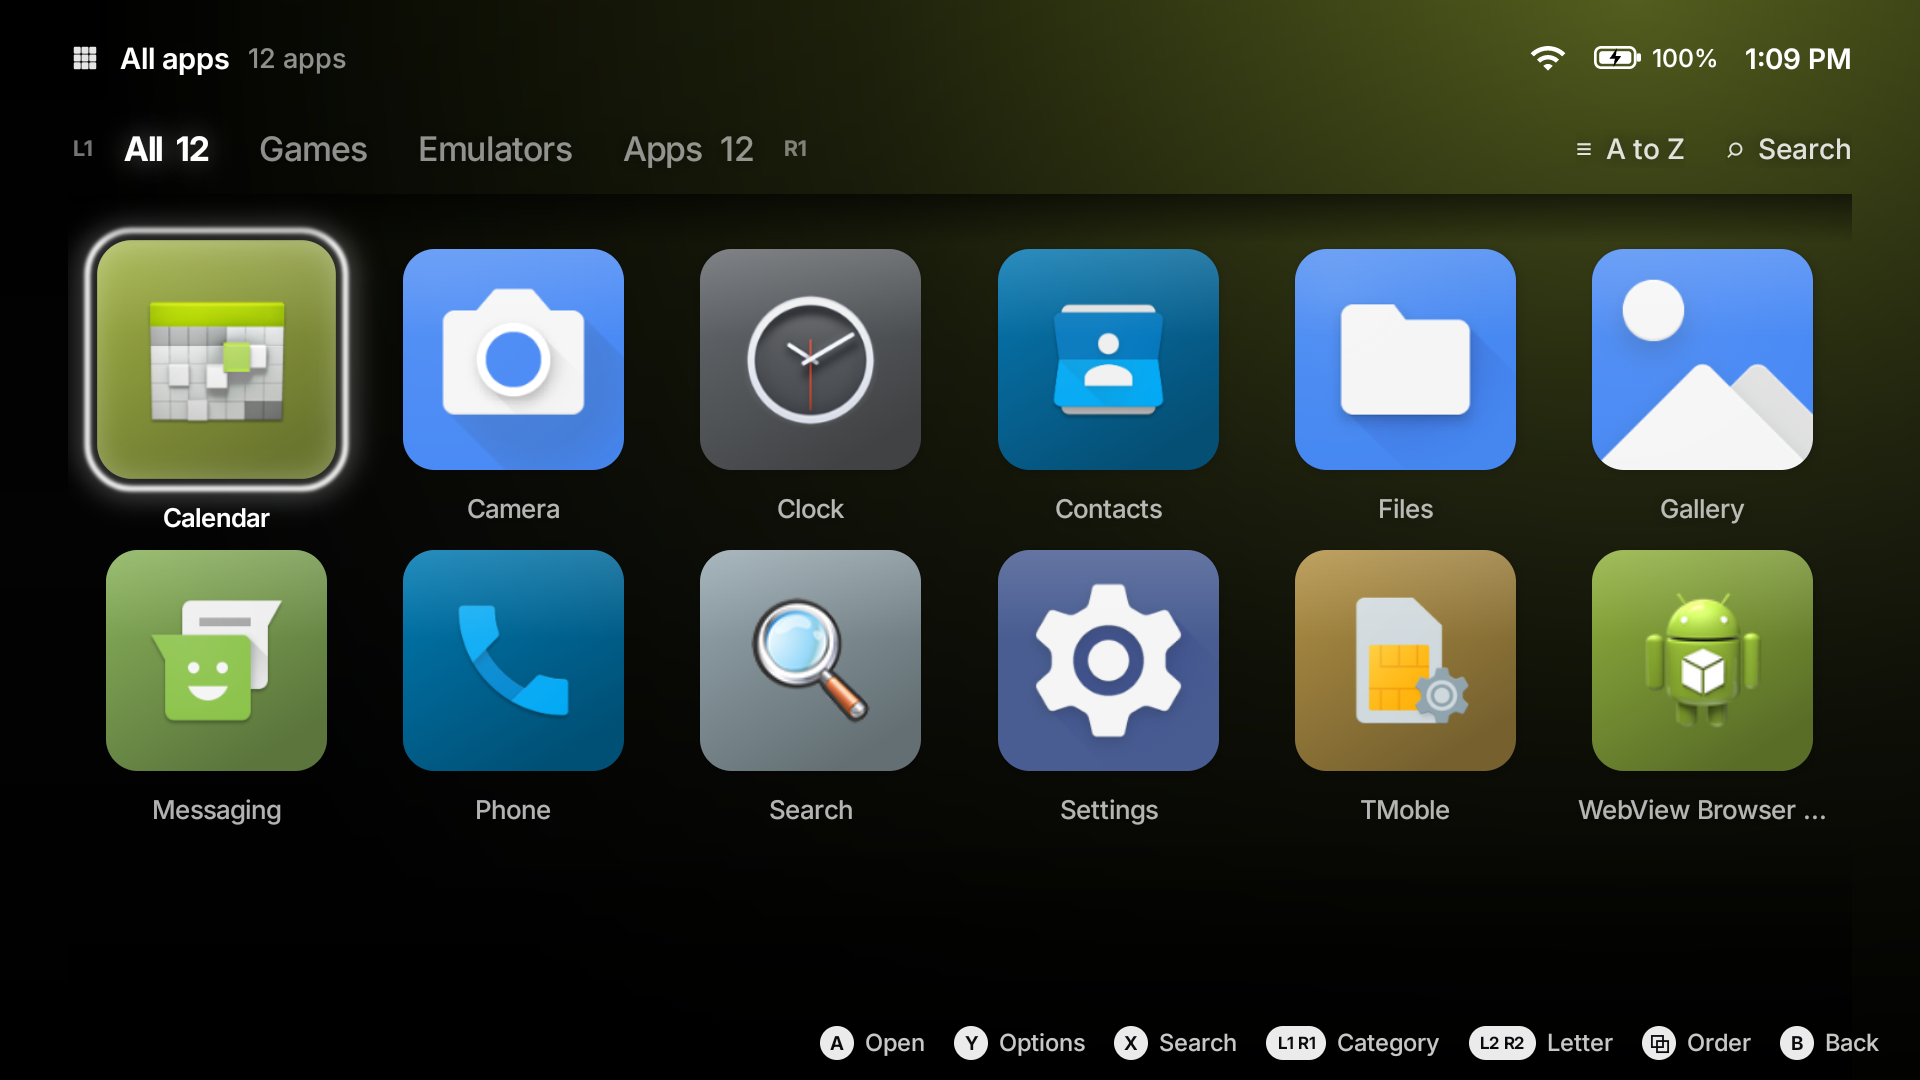 All apps 12 apps
100% 1:09 PM
L1 All 12 Games Emulators Apps 12 R1
A to Z Search
Calendar
Camera
Clock
Contacts
Files
Gallery
Messaging
Phone
Search
Settings
TMoble
WebView Browser ...
A Open Y Options X Search L1 R1 Category L2 R2 Letter Order B Back